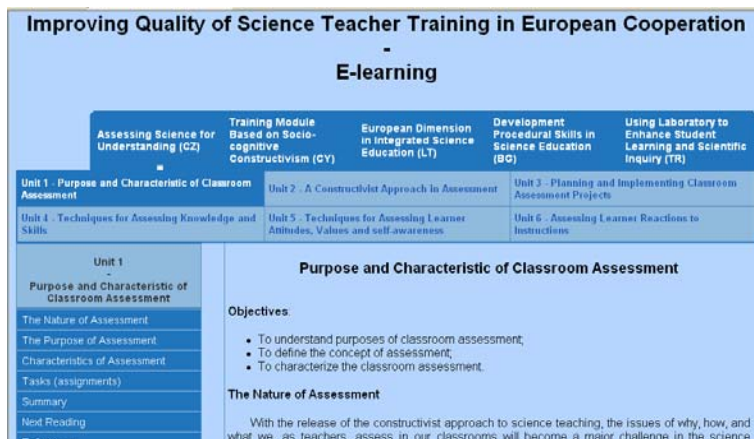 Improving Quality of Science Teacher Training in European Cooperation
-
E-learning
Assessing Science for
Understanding (CZ)
Training Module
Based on Socio-
cognitive
Constructivism (CY)
European Dimension
in Integrated Science
Education (LT)
Development
Procedural Skills in
Science Education
(BG)
Using Laboratory to
Enhance Student
Learning and Scientific
Inquiry (TR)
Unit 1 - Purpose and Characteristic of Classroom
Assessment
Unit 2 - A Constructivist Approach in Assessment
Unit 3 - Planning and Implementing Classroom
Assessment Projects
Unit 4 - Techniques for Assessing Knowledge and
Skills
Unit 5 - Techniques for Assessing Learner
Attitudes, Values and self-awareness
Unit 6 - Assessing Learner Reactions to
Instructions
Unit 1
-
Purpose and Characteristic of
Classroom Assessment
The Nature of Assessment
The Purpose of Assessment
Characteristics of Assessment
Tasks (assignments)
Summary
Next Reading
Purpose and Characteristic of Classroom Assessment
Objectives:
• To understand purposes of classroom assessment;
• To define the concept of assessment;
• To characterize the classroom assessment.
The Nature of Assessment
With the release of the constructivist approach to science teaching, the issues of why, how, and
what we, as teachers, assess in our classrooms will become a major challenge in the science